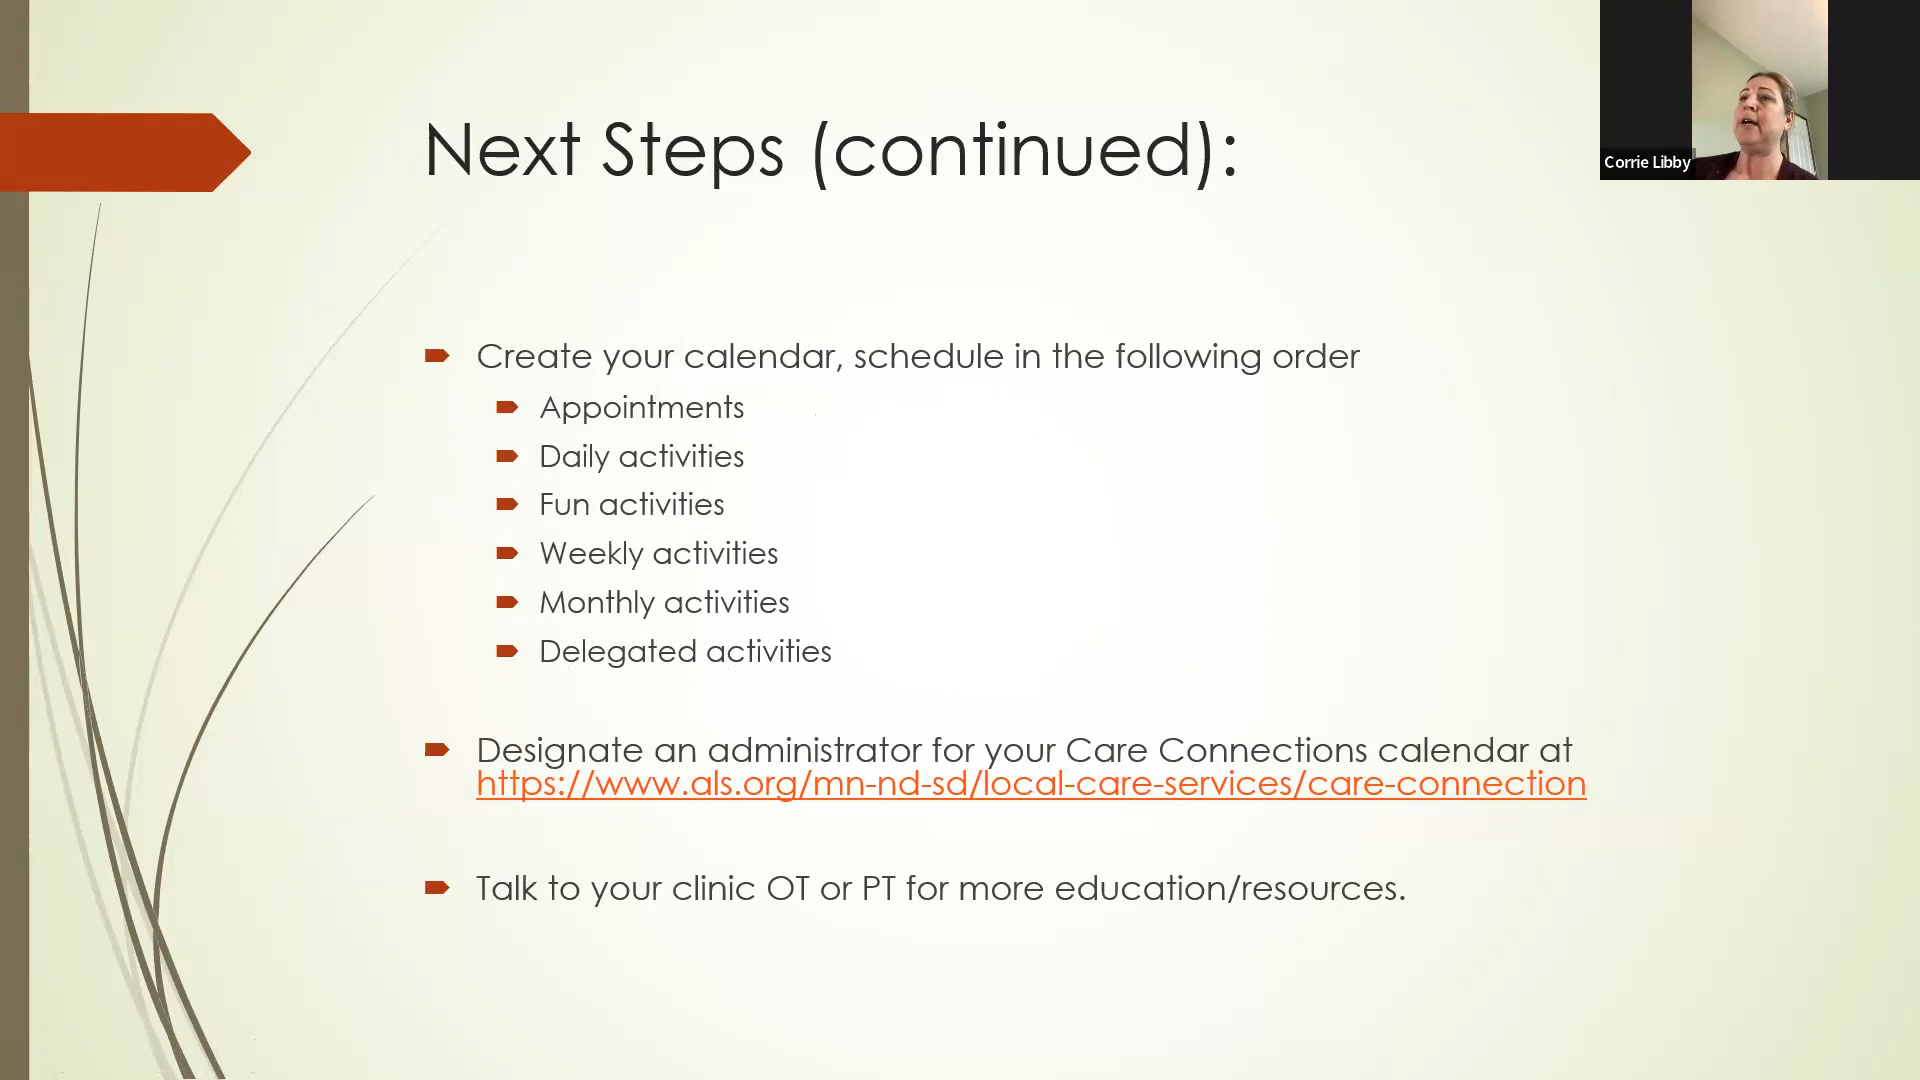 Next Steps (continued):
Corrie Libby
Create your calendar, schedule in the following order
Appointments
Daily activities
Fun activities
Weekly activities
Monthly activities
Delegated activities
Designate an administrator for your Care Connections calendar at
https://www.als.org/mn-nd-sd/local-care-services/care-connection
Talk to your clinic OT or PT for more education/resources.